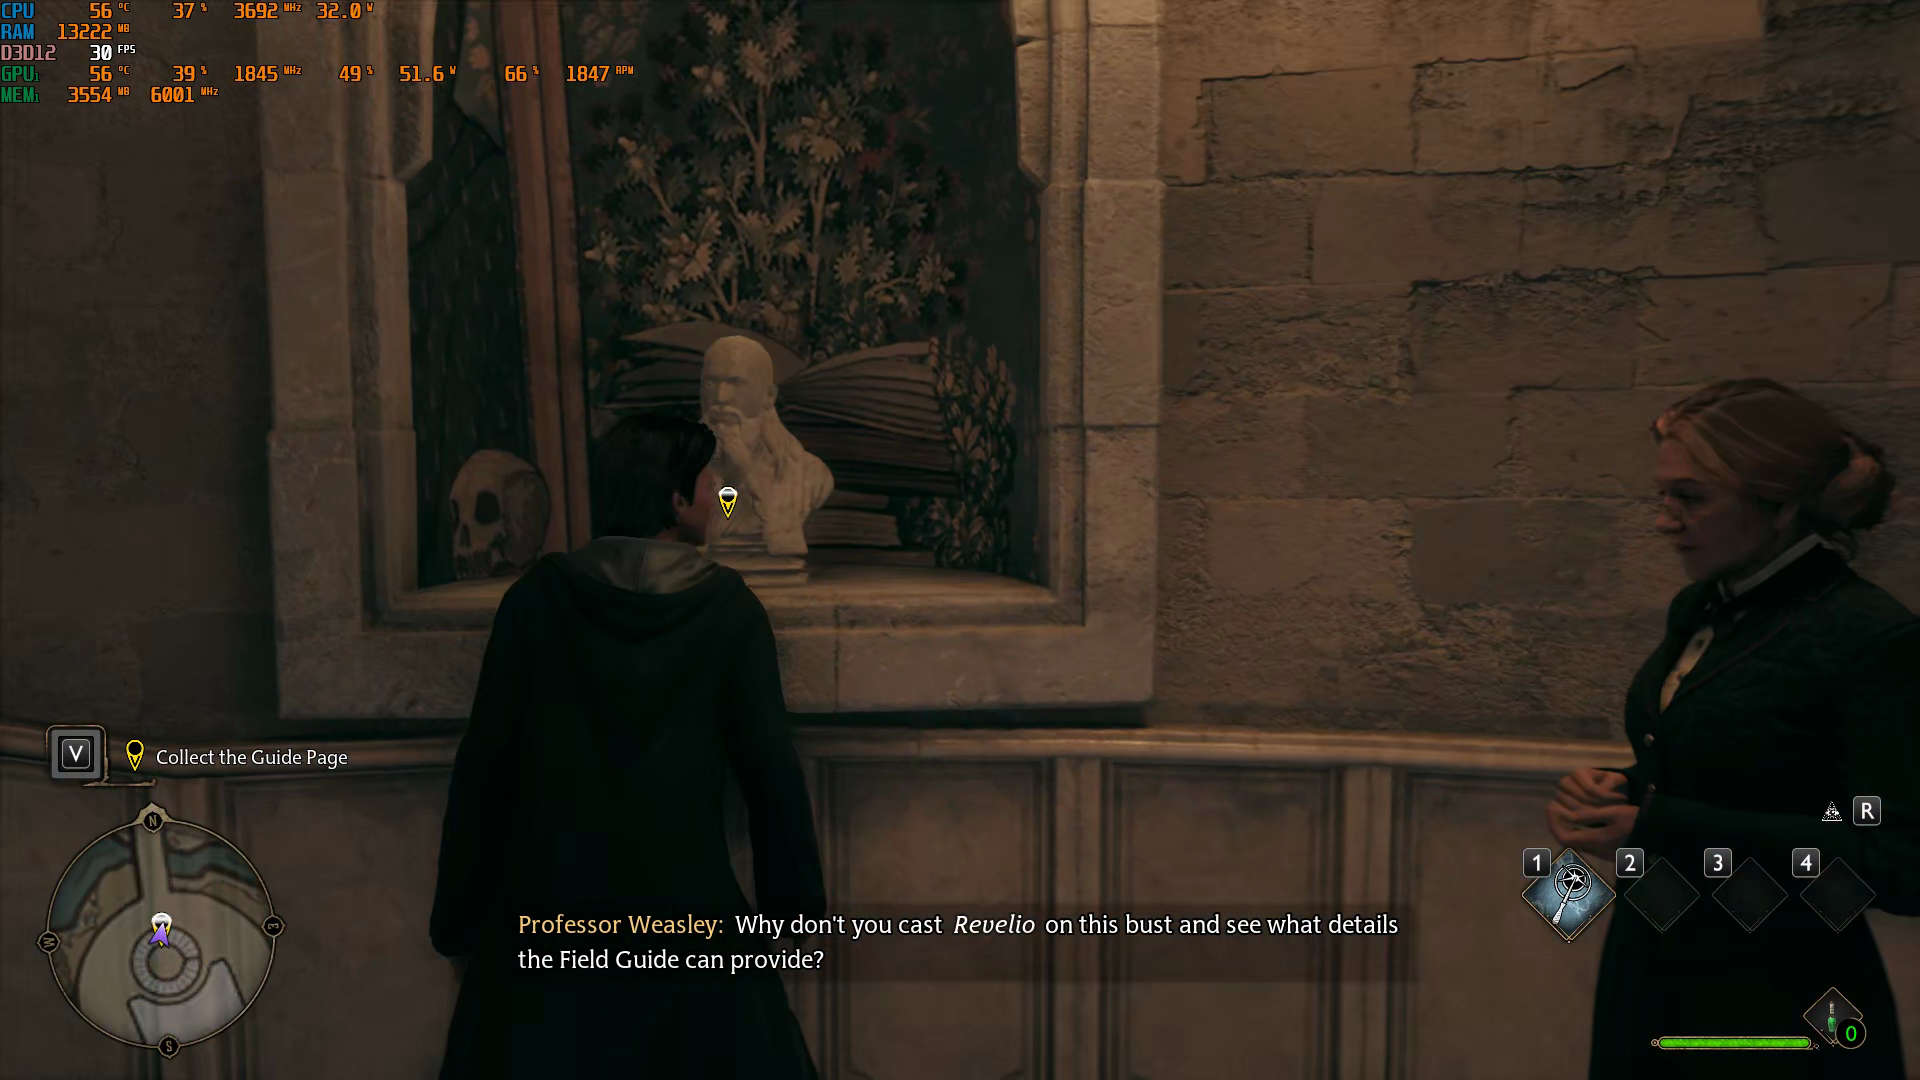 CPU 56 °C 37 % 3692 MHz 32.0 W
RAM 13222 MB
D3D12 30 FPS
GPU1 56 °C 39 % 1845 MHz 49 % 51.6 W 66 % 1847 RPM
MEM1 3554 MB 6001 MHz
V Collect the Guide Page
N
W E
S
R
1 2 3 4
Professor Weasley: Why don't you cast Revelio on this bust and see what details
the Field Guide can provide?
0